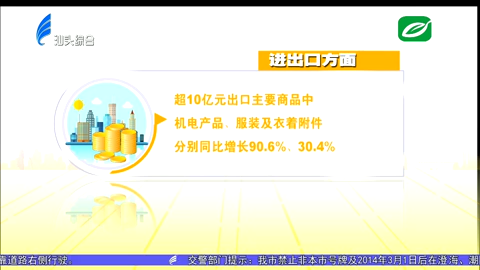 汕头综合
进出口方面
超10亿元出口主要商品中
机电产品、服装及衣着附件
分别同比增长90.6%、30.4%
靠道路右侧行驶。 交警部门提示：我市禁止非本市号牌及2014年3月1日后在澄海、潮